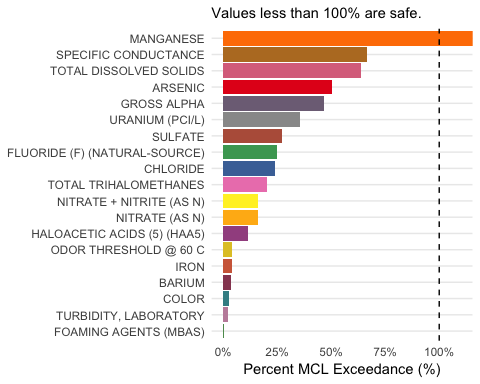 Values less than 100% are safe.
MANGANESE
SPECIFIC CONDUCTANCE
TOTAL DISSOLVED SOLIDS
ARSENIC
GROSS ALPHA
URANIUM (PCI/L)
SULFATE
FLUORIDE (F) (NATURAL-SOURCE)
CHLORIDE
TOTAL TRIHALOMETHANES
NITRATE + NITRITE (AS N)
NITRATE (AS N)
HALOACETIC ACIDS (5) (HAA5)
ODOR THRESHOLD @ 60 C
IRON
BARIUM
COLOR
TURBIDITY, LABORATORY
FOAMING AGENTS (MBAS)
0% 25% 50% 75% 100%
Percent MCL Exceedance (%)